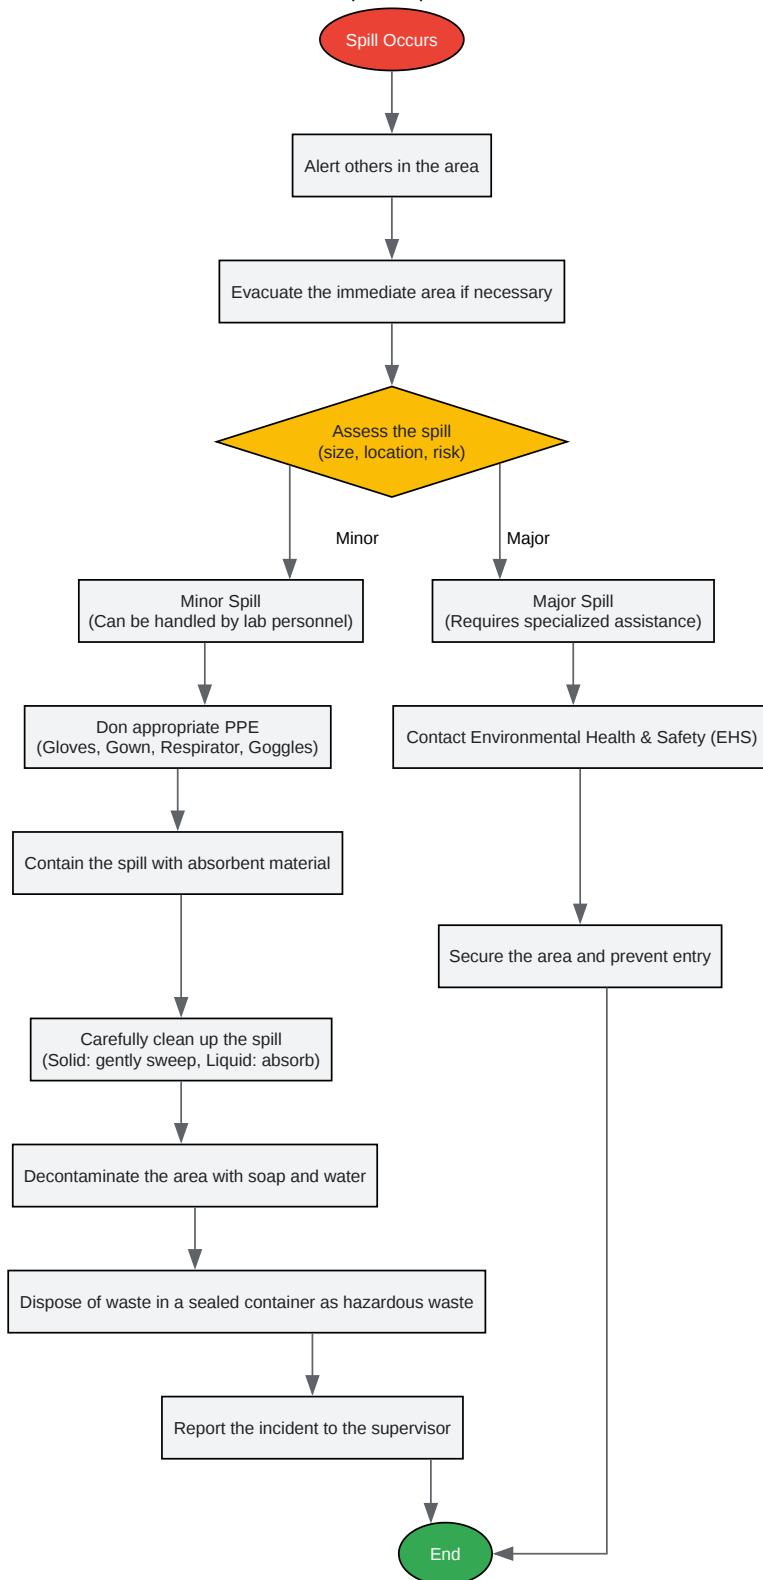 Spill Occurs
Alert others in the area
Evacuate the immediate area if necessary
Assess the spill
(size, location, risk)
Minor
Major
Minor Spill
(Can be handled by lab personnel)
Major Spill
(Requires specialized assistance)
Don appropriate PPE
(Gloves, Gown, Respirator, Goggles)
Contact Environmental Health & Safety (EHS)
Contain the spill with absorbent material
Secure the area and prevent entry
Carefully clean up the spill
(Solid: gently sweep, Liquid: absorb)
Decontaminate the area with soap and water
Dispose of waste in a sealed container as hazardous waste
Report the incident to the supervisor
End